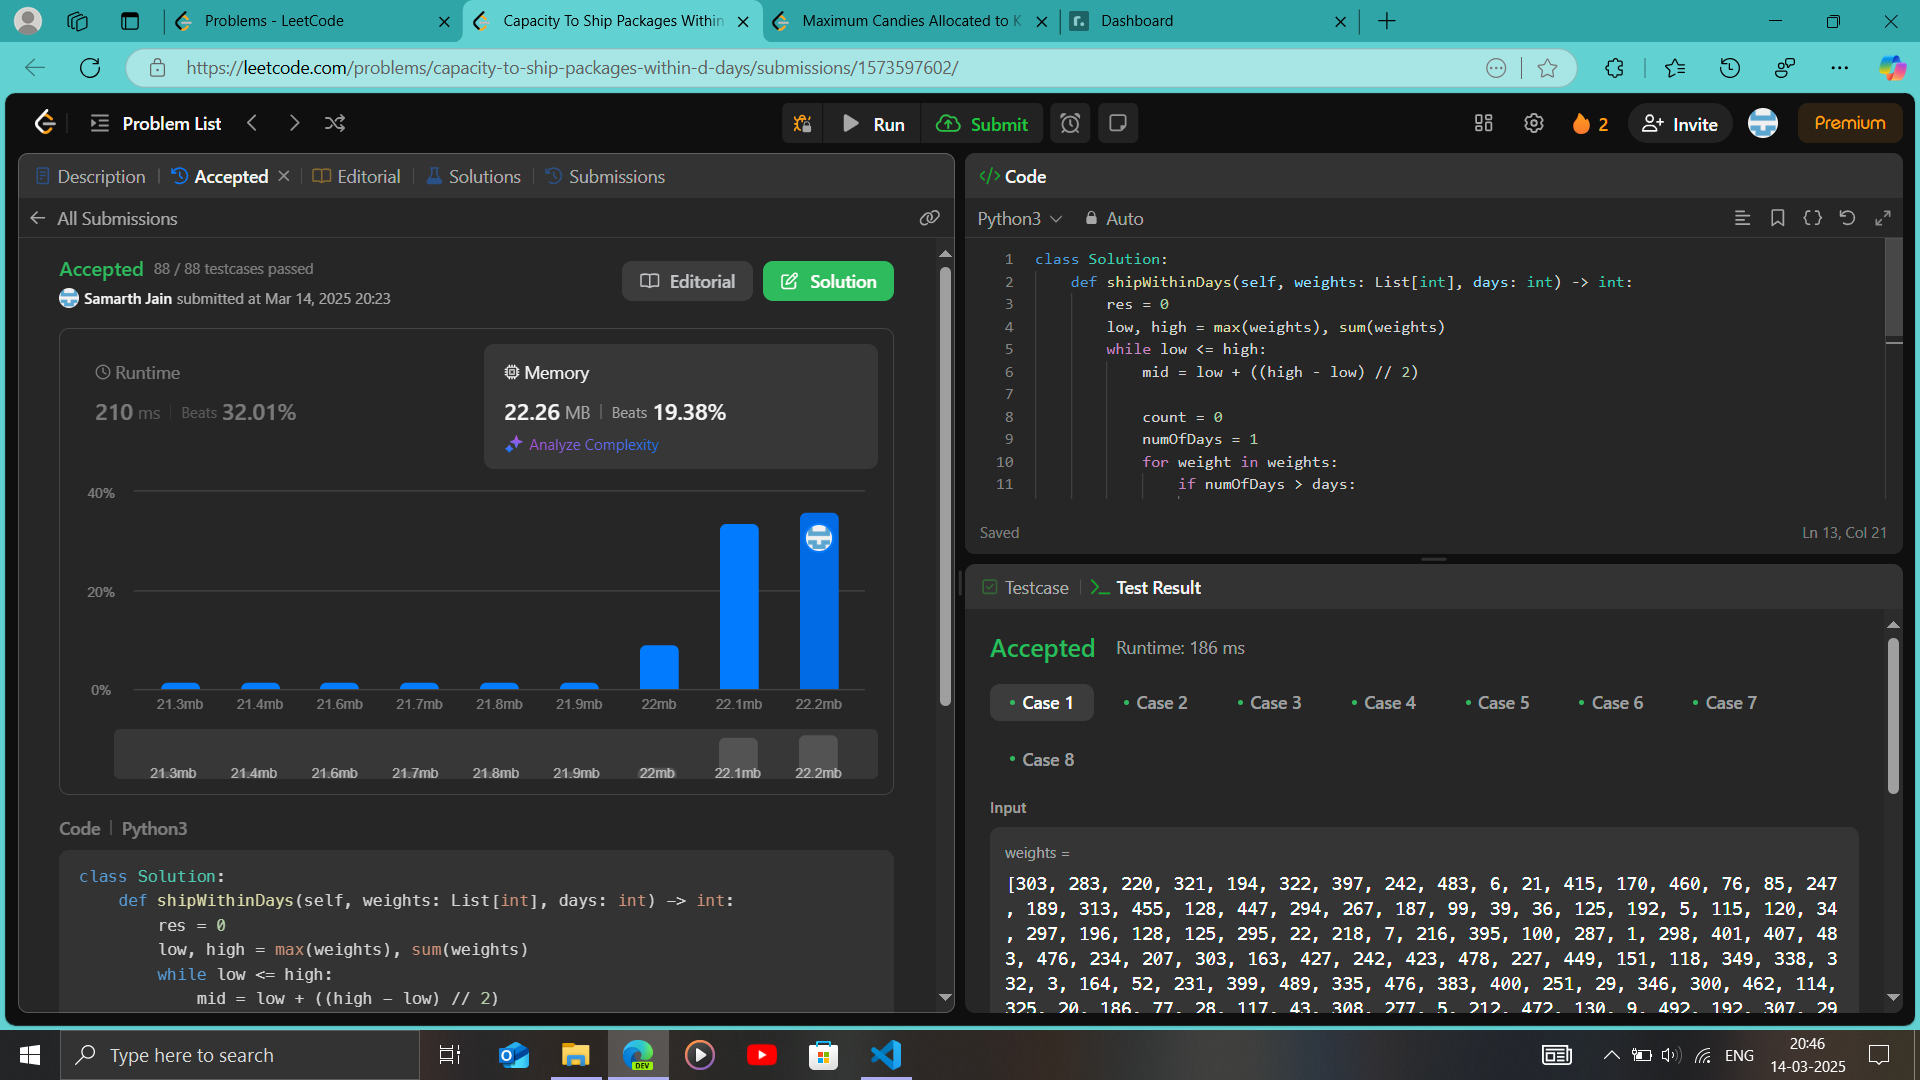 Problems - LeetCode
Capacity To Ship Packages Within
Maximum Candies Allocated to K
Dashboard
https://leetcode.com/problems/capacity-to-ship-packages-within-d-days/submissions/1573597602/
Problem List
Run
Submit
2
Invite
Premium
Description
Accepted
Editorial
Solutions
Submissions
All Submissions
Accepted 88 / 88 testcases passed
Samarth Jain submitted at Mar 14, 2025 20:23
Editorial
Solution
Runtime
210 ms | Beats 32.01%
Memory
22.26 MB | Beats 19.38%
Analyze Complexity
40%
20%
0%
21.3mb 21.4mb 21.6mb 21.7mb 21.8mb 21.9mb 22mb 22.1mb 22.2mb
21.3mb 21.4mb 21.6mb 21.7mb 21.8mb 21.9mb 22mb 22.1mb 22.2mb
Code | Python3
class Solution:
def shipWithinDays(self, weights: List[int], days: int) -> int:
res = 0
low, high = max(weights), sum(weights)
while low <= high:
mid = low + ((high - low) // 2)
Code
Python3
Auto
1 class Solution:
2 def shipWithinDays(self, weights: List[int], days: int) -> int:
3 res = 0
4 low, high = max(weights), sum(weights)
5 while low <= high:
6 mid = low + ((high - low) // 2)
7
8 count = 0
9 numOfDays = 1
10 for weight in weights:
11 if numOfDays > days:
Saved
Ln 13, Col 21
Testcase
Test Result
Accepted Runtime: 186 ms
Case 1
Case 2
Case 3
Case 4
Case 5
Case 6
Case 7
Case 8
Input
weights =
[303, 283, 220, 321, 194, 322, 397, 242, 483, 6, 21, 415, 170, 460, 76, 85, 247
, 189, 313, 455, 128, 447, 294, 267, 187, 99, 39, 36, 125, 192, 5, 115, 120, 34
, 297, 196, 128, 125, 295, 22, 218, 7, 216, 395, 100, 287, 1, 298, 401, 407, 48
3, 476, 234, 207, 303, 163, 427, 242, 423, 478, 227, 449, 151, 118, 349, 338, 3
32, 3, 164, 52, 231, 399, 489, 335, 476, 383, 400, 251, 29, 346, 300, 462, 114,
325, 20, 186, 77, 28, 117, 43, 308, 277, 5, 212, 472, 130, 9, 492, 192, 307, 29
Type here to search
DEV
ENG
20:46
14-03-2025